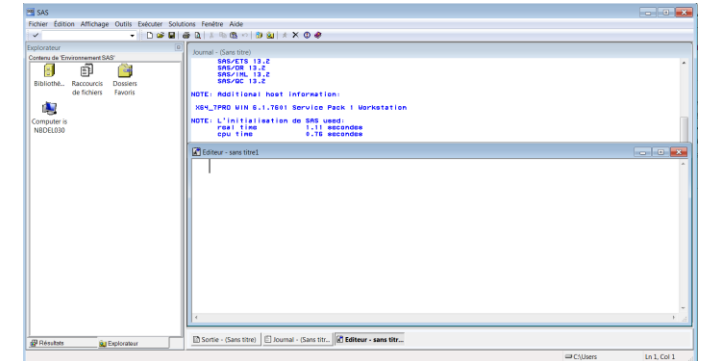 SAS
Fichier Édition Affichage Outils Exécuter Solutions Fenêtre Aide
Explorateur
Contenu de 'Environnement SAS'
Bibliothè... Raccourcis de fichiers Dossiers Favoris
Computer is NBDEL030
Journal - (Sans titre)
SAS/ETS 13.2
SAS/OR 13.2
SAS/IML 13.2
SAS/QC 13.2
NOTE: Additional host information:
X64_7PRO WIN 6.1.7601 Service Pack 1 Workstation
NOTE: L'initialisation de SAS used:
real time 1.11 secondes
cpu time 0.76 secondes
Editeur - sans titre1
Résultats Explorateur
Sortie - (Sans titre) Journal - (Sans titr... Editeur - sans titr...
C:\Users Ln 1, Col 1